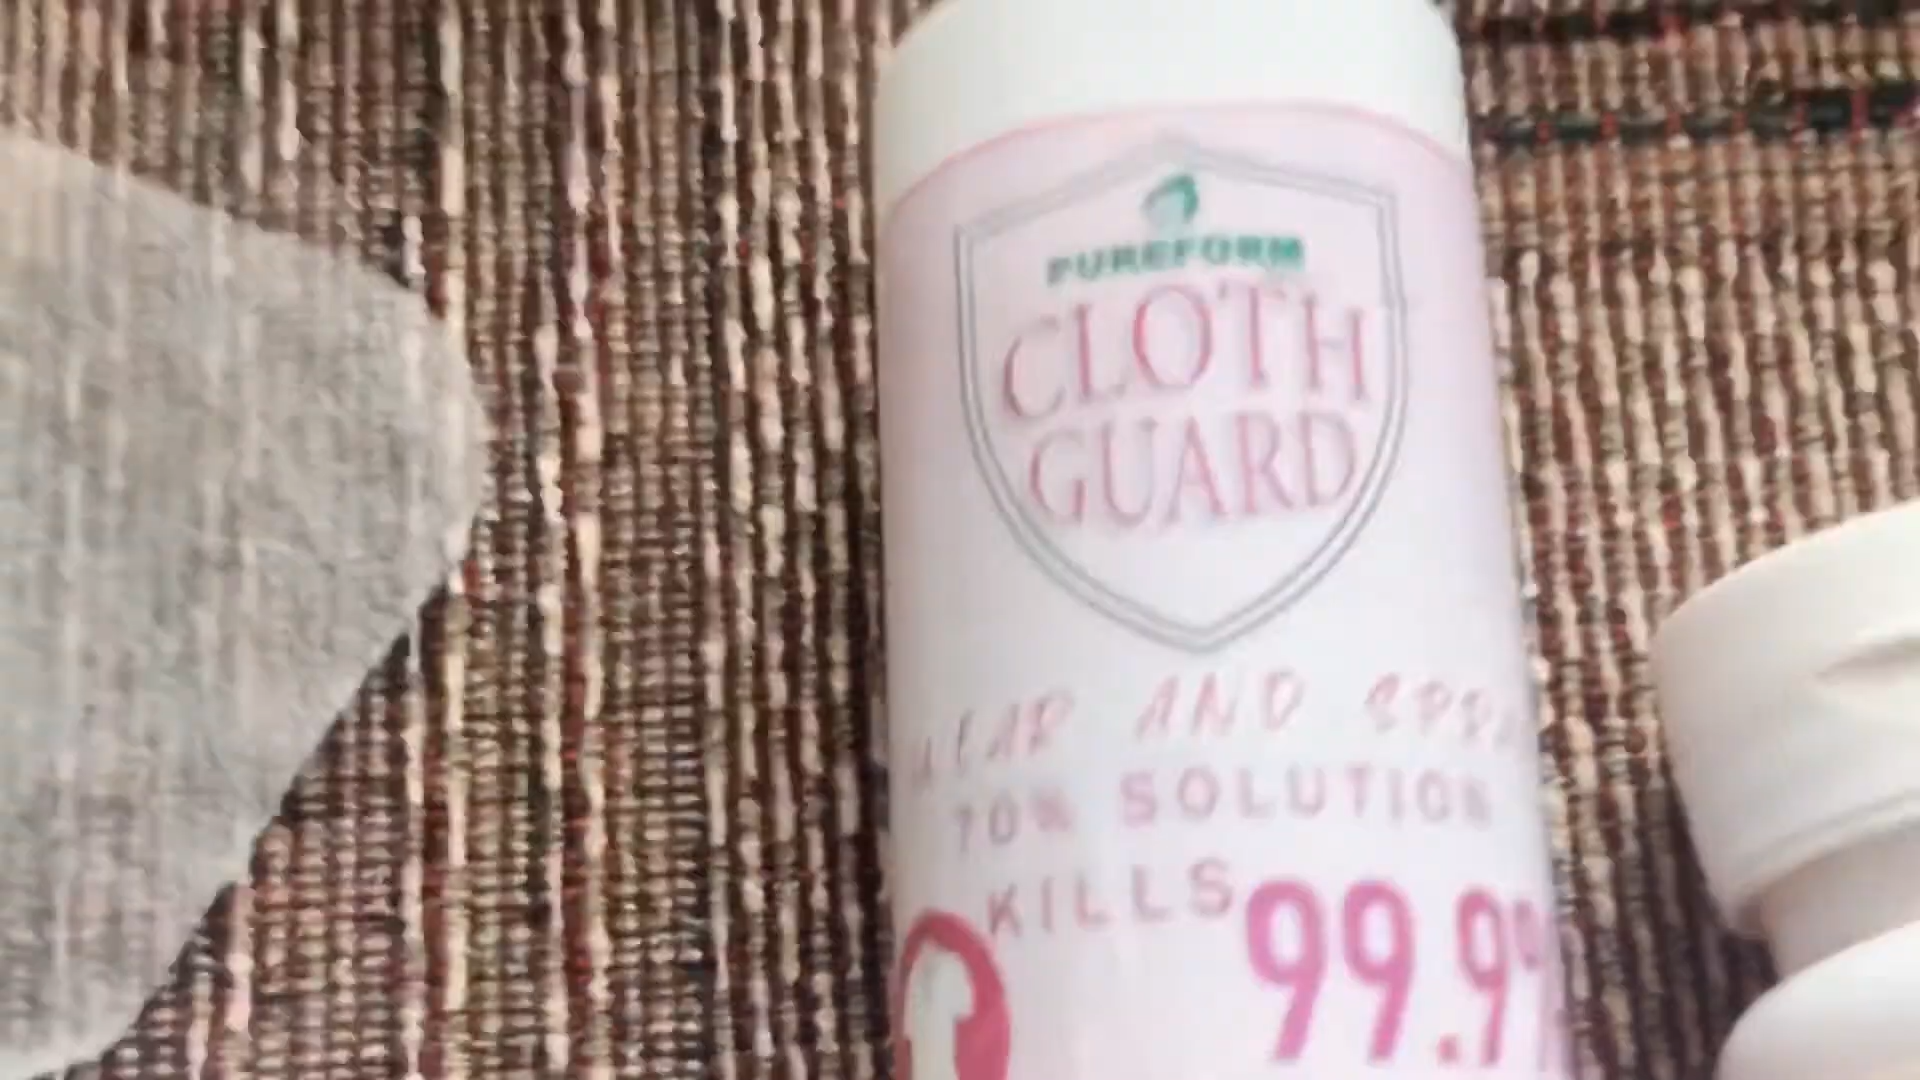 PUREFORM
CLOTH
GUARD
AND
70% SOLUTION
KILLS 99.9%